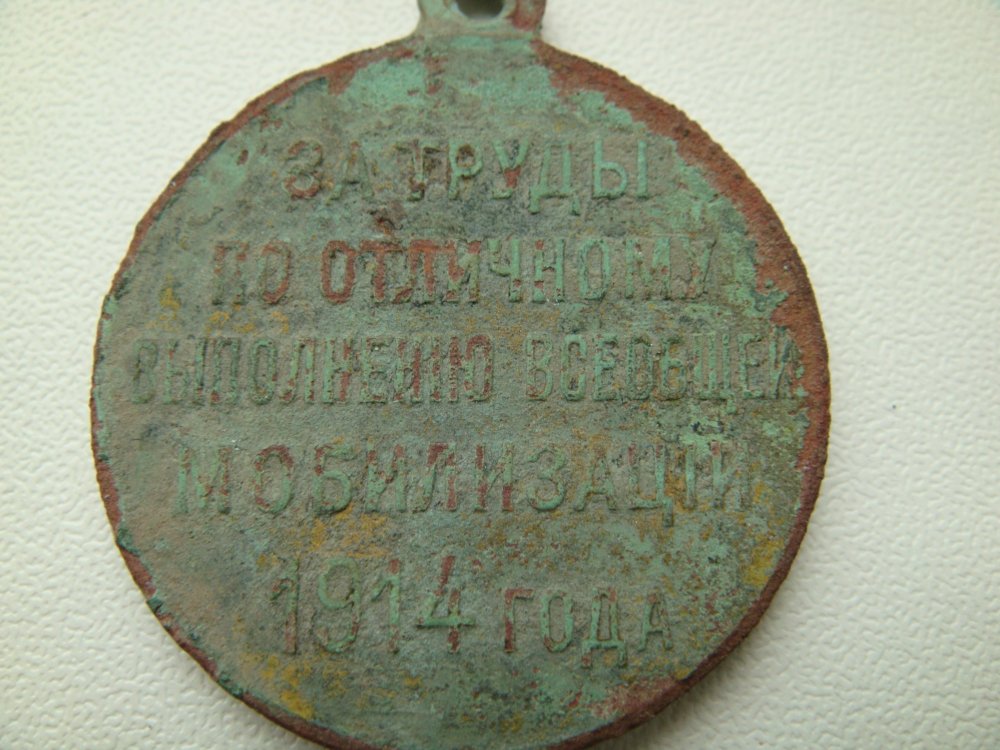 ЗА ТРУДЫ
ПО ОТЛИЧНОМУ
ВЫПОЛНЕНІЮ ВСЕОБЩЕЙ
МОБИЛИЗАЦІИ
1914 ГОДА